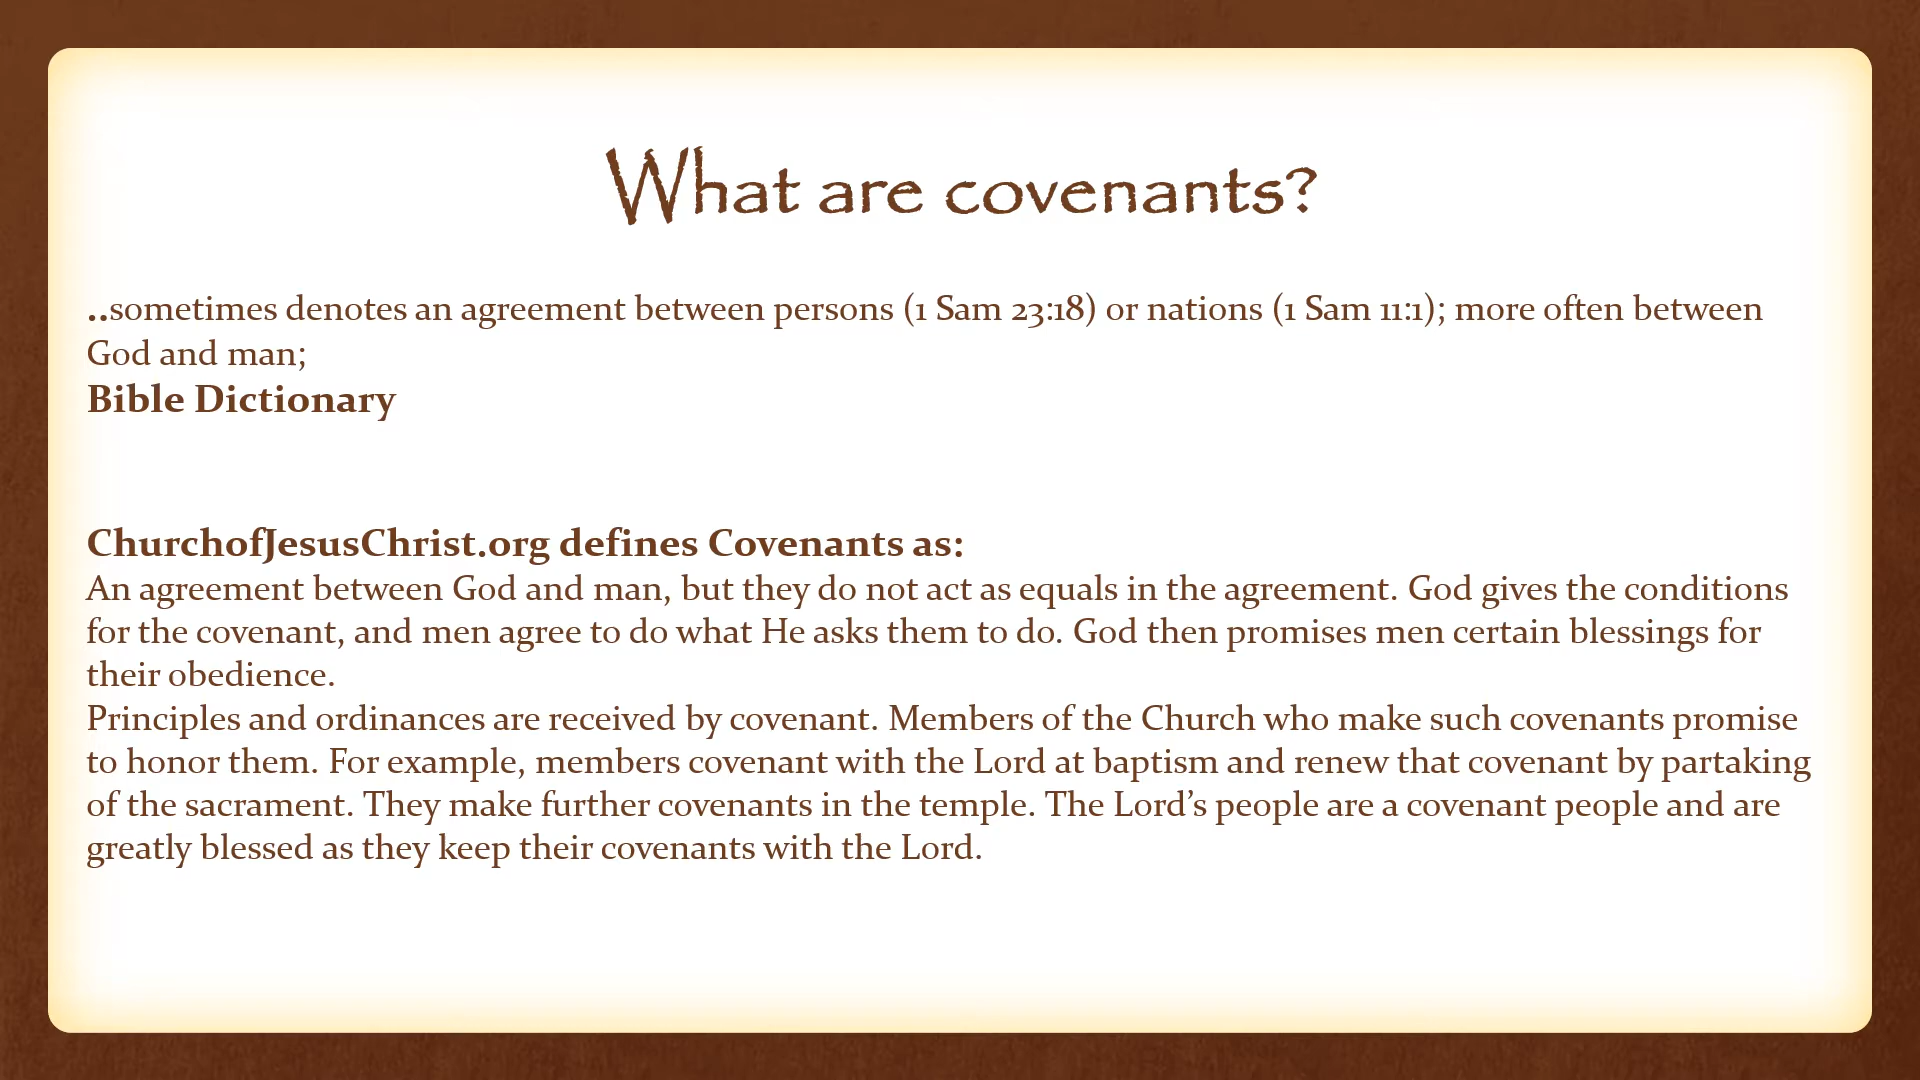 What are covenants?
..sometimes denotes an agreement between persons (1 Sam 23:18) or nations (1 Sam 11:1); more often between
God and man;
Bible Dictionary
ChurchofJesusChrist.org defines Covenants as:
An agreement between God and man, but they do not act as equals in the agreement. God gives the conditions
for the covenant, and men agree to do what He asks them to do. God then promises men certain blessings for
their obedience.
Principles and ordinances are received by covenant. Members of the Church who make such covenants promise
to honor them. For example, members covenant with the Lord at baptism and renew that covenant by partaking
of the sacrament. They make further covenants in the temple. The Lord’s people are a covenant people and are
greatly blessed as they keep their covenants with the Lord.